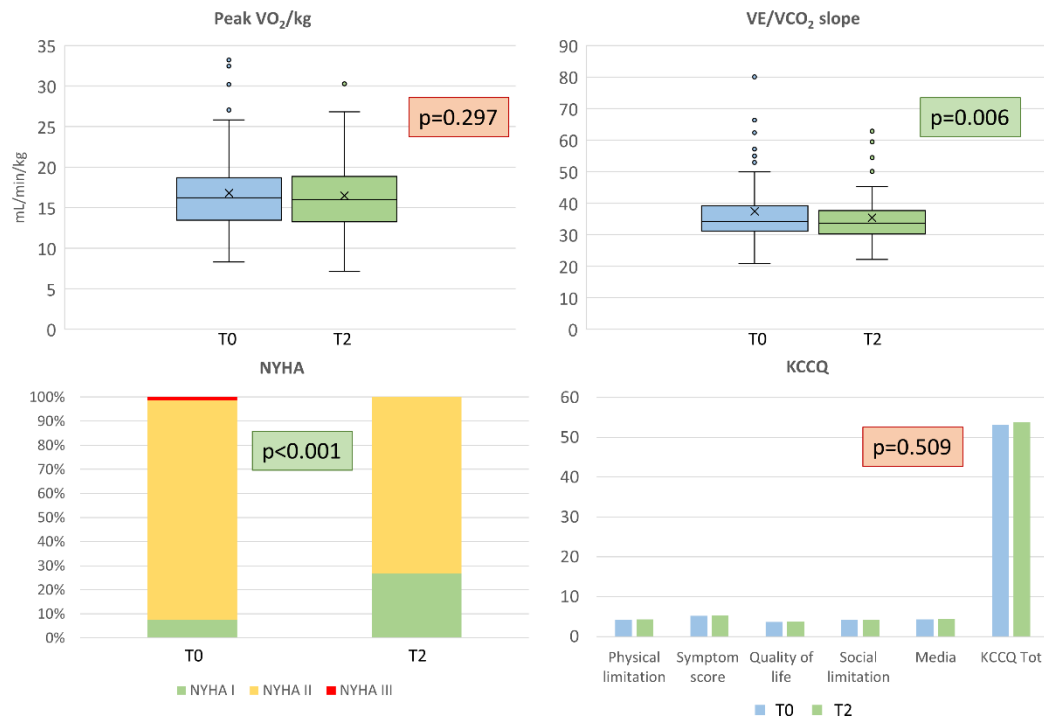 Peak VO₂/kg
35
30
25
20
15
10
5
0
mL/min/kg
p=0.297
T0
T2
VE/VCO₂ slope
90
80
70
60
50
40
30
20
10
0
p=0.006
T0
T2
NYHA
100%
90%
80%
70%
60%
50%
40%
30%
20%
10%
0%
p<0.001
T0
T2
NYHA I
NYHA II
NYHA III
KCCQ
60
50
40
30
20
10
0
p=0.509
Physical
limitation
Symptom
score
Quality of
life
Social
limitation
Media
KCCQ Tot
T0
T2